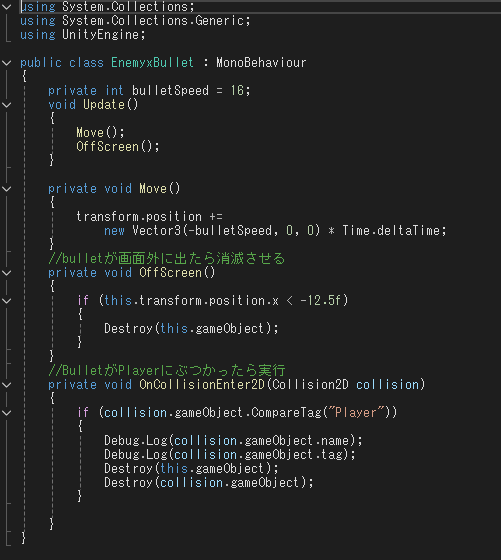 using System.Collections;
using System.Collections.Generic;
using UnityEngine;
public class EnemyxBullet : MonoBehaviour
{
private int bulletSpeed = 16;
void Update()
{
Move();
OffScreen();
}
private void Move()
{
transform.position +=
new Vector3(-bulletSpeed, 0, 0) * Time.deltaTime;
}
//bulletが画面外に出たら消滅させる
private void OffScreen()
{
if (this.transform.position.x < -12.5f)
{
Destroy(this.gameObject);
}
}
//BulletがPlayerにぶつかったら実行
private void OnCollisionEnter2D(Collision2D collision)
{
if (collision.gameObject.CompareTag("Player"))
{
Debug.Log(collision.gameObject.name);
Debug.Log(collision.gameObject.tag);
Destroy(this.gameObject);
Destroy(collision.gameObject);
}
}
}